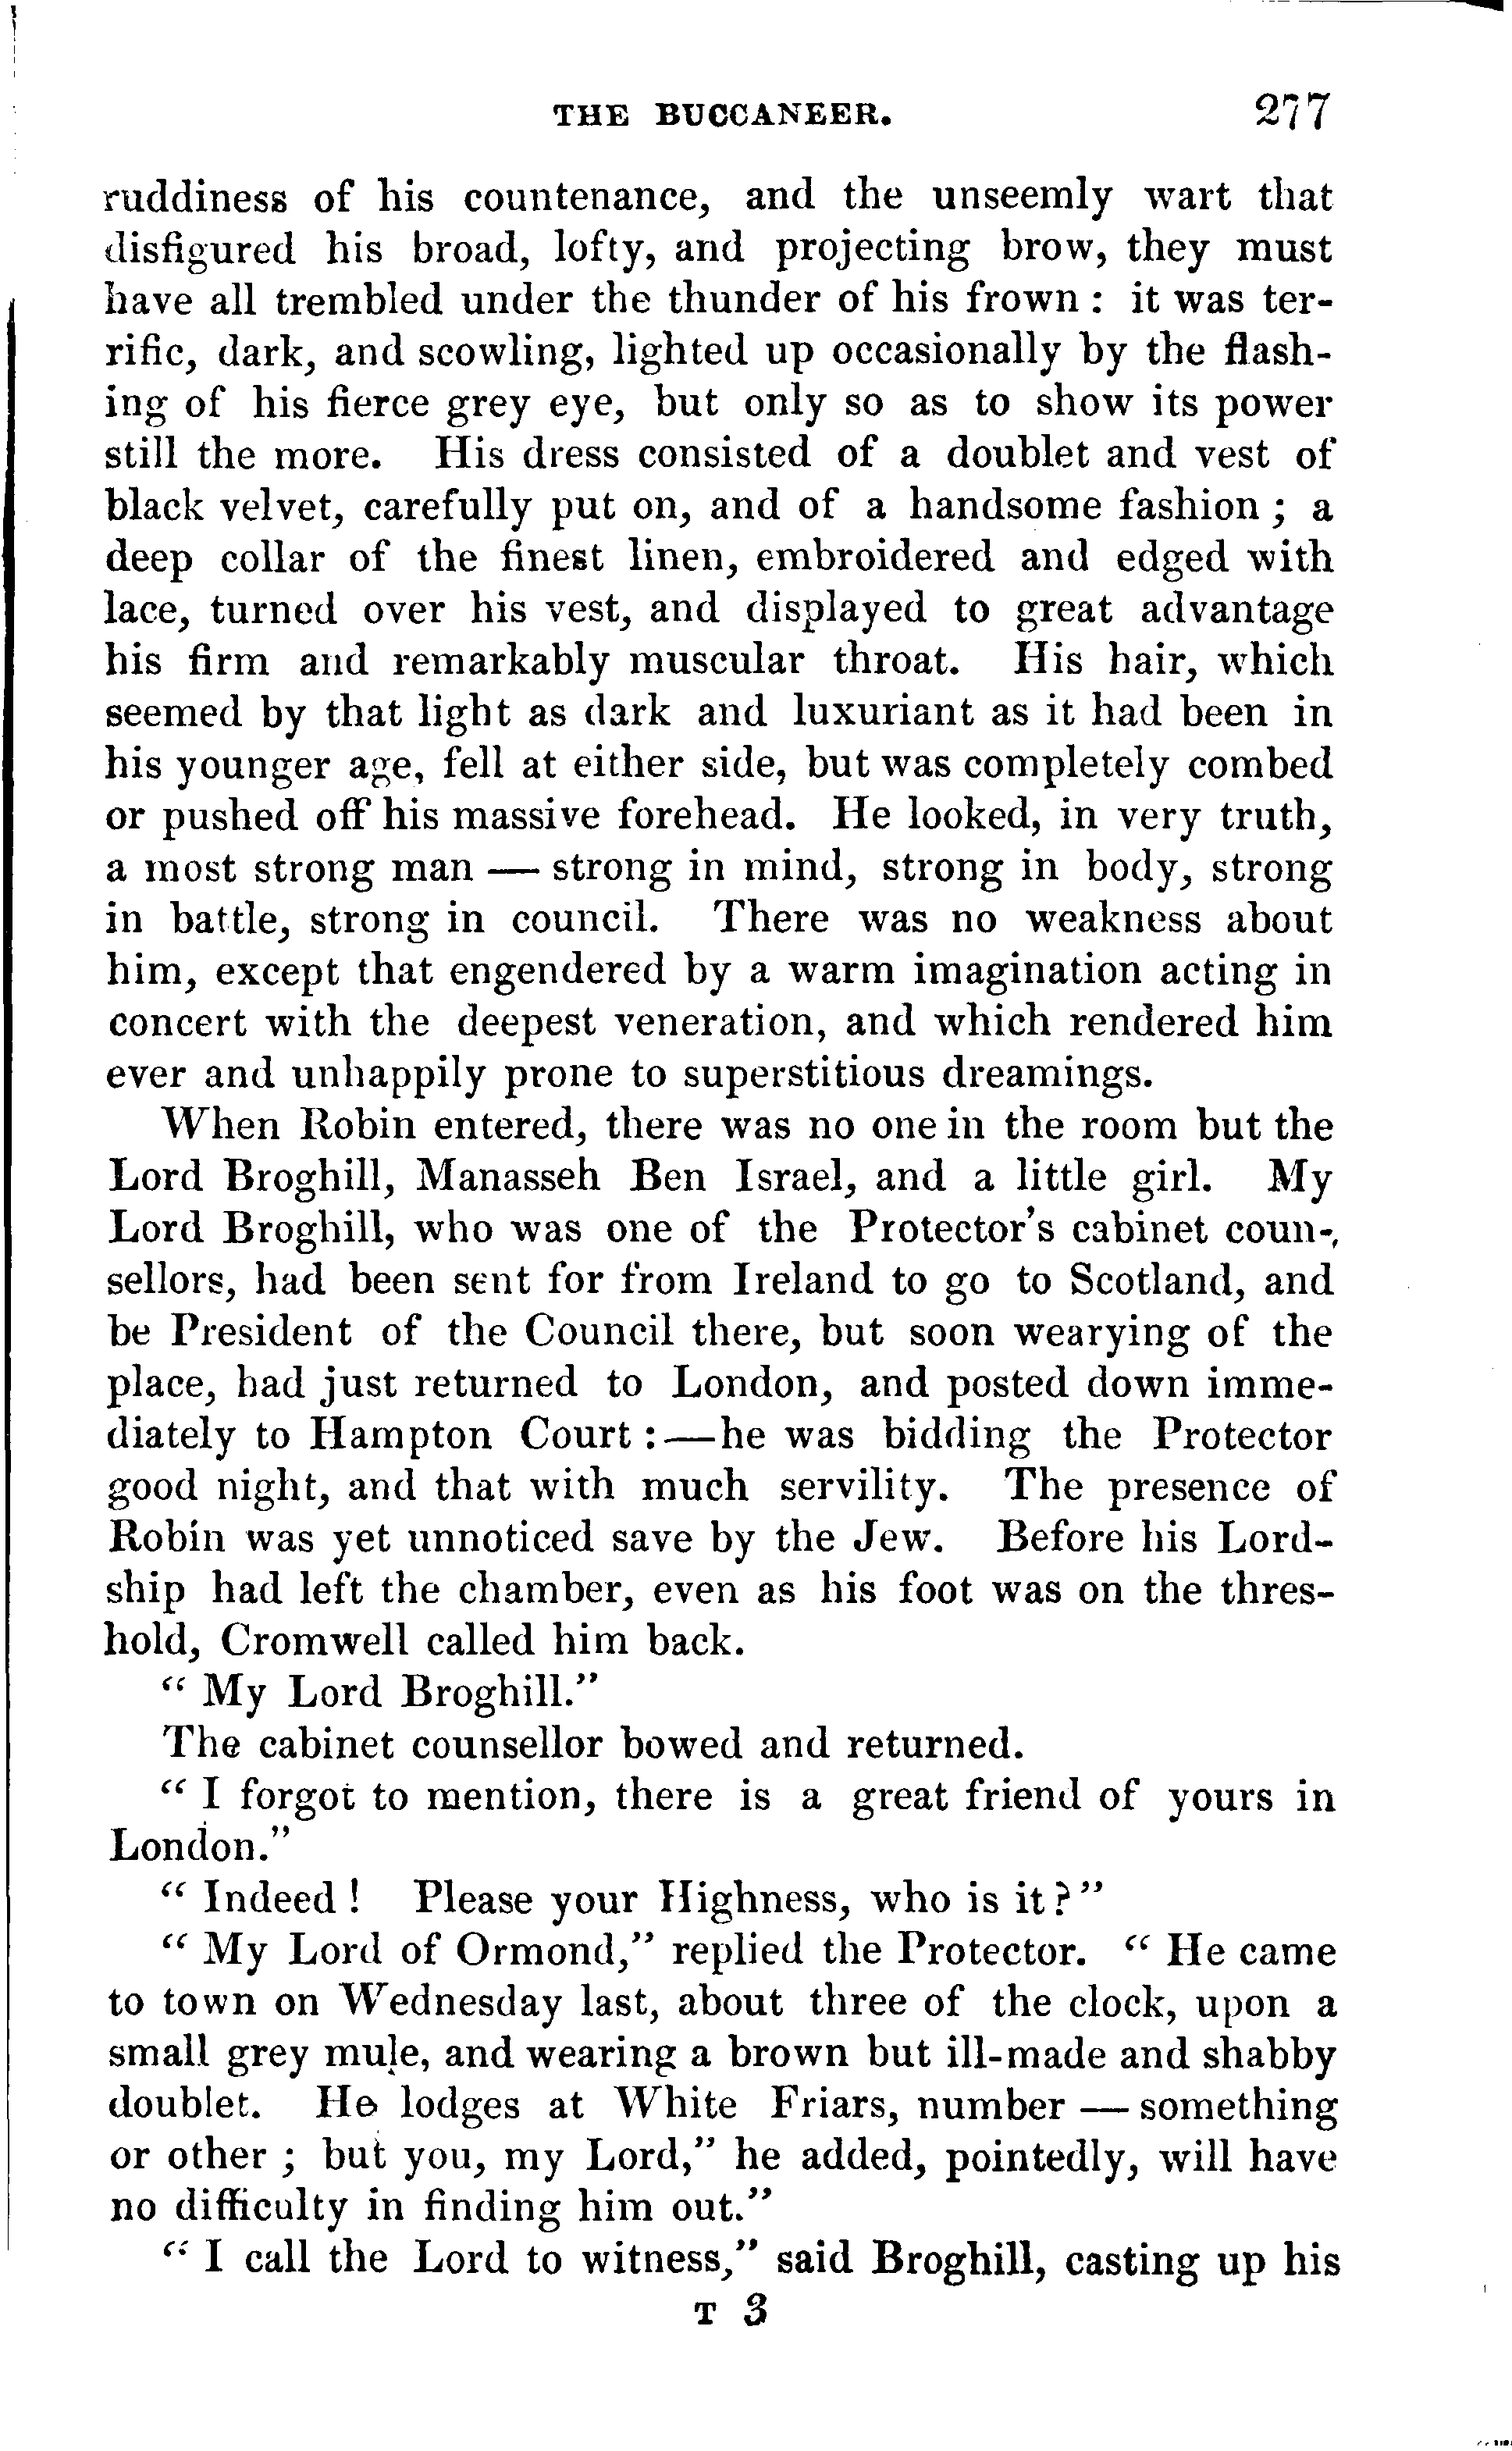 THE BUCCANEER. 277
ruddiness of his countenance, and the unseemly wart that
disfigured his broad, lofty, and projecting brow, they must
have all trembled under the thunder of his frown : it was ter-
rific, dark, and scowling, lighted up occasionally by the flash-
ing of his fierce grey eye, but only so as to show its power
still the more. His dress consisted of a doublet and vest of
black velvet, carefully put on, and of a handsome fashion ; a
deep collar of the finest linen, embroidered and edged with
lace, turned over his vest, and displayed to great advantage
his firm and remarkably muscular throat. His hair, which
seemed by that light as dark and luxuriant as it had been in
his younger age, fell at either side, but was completely combed
or pushed off his massive forehead. He looked, in very truth,
a most strong man — strong in mind, strong in body, strong
in battle, strong in council. There was no weakness about
him, except that engendered by a warm imagination acting in
concert with the deepest veneration, and which rendered him
ever and unhappily prone to superstitious dreamings.
When Robin entered, there was no one in the room but the
Lord Broghill, Manasseh Ben Israel, and a little girl. My
Lord Broghill, who was one of the Protector's cabinet coun-
sellors, had been sent for from Ireland to go to Scotland, and
be President of the Council there, but soon wearying of the
place, had just returned to London, and posted down imme-
diately to Hampton Court :—he was bidding the Protector
good night, and that with much servility. The presence of
Robin was yet unnoticed save by the Jew. Before his Lord-
ship had left the chamber, even as his foot was on the thres-
hold, Cromwell called him back.
“ My Lord Broghill.”
The cabinet counsellor bowed and returned.
“ I forgot to mention, there is a great friend of yours in
London.”
“ Indeed ! Please your Highness, who is it ?”
“ My Lord of Ormond,” replied the Protector. “ He came
to town on Wednesday last, about three of the clock, upon a
small grey mule, and wearing a brown but ill-made and shabby
doublet. He lodges at White Friars, number — something
or other ; but you, my Lord,” he added, pointedly, will have
no difficulty in finding him out.”
“ I call the Lord to witness,” said Broghill, casting up his
T 3